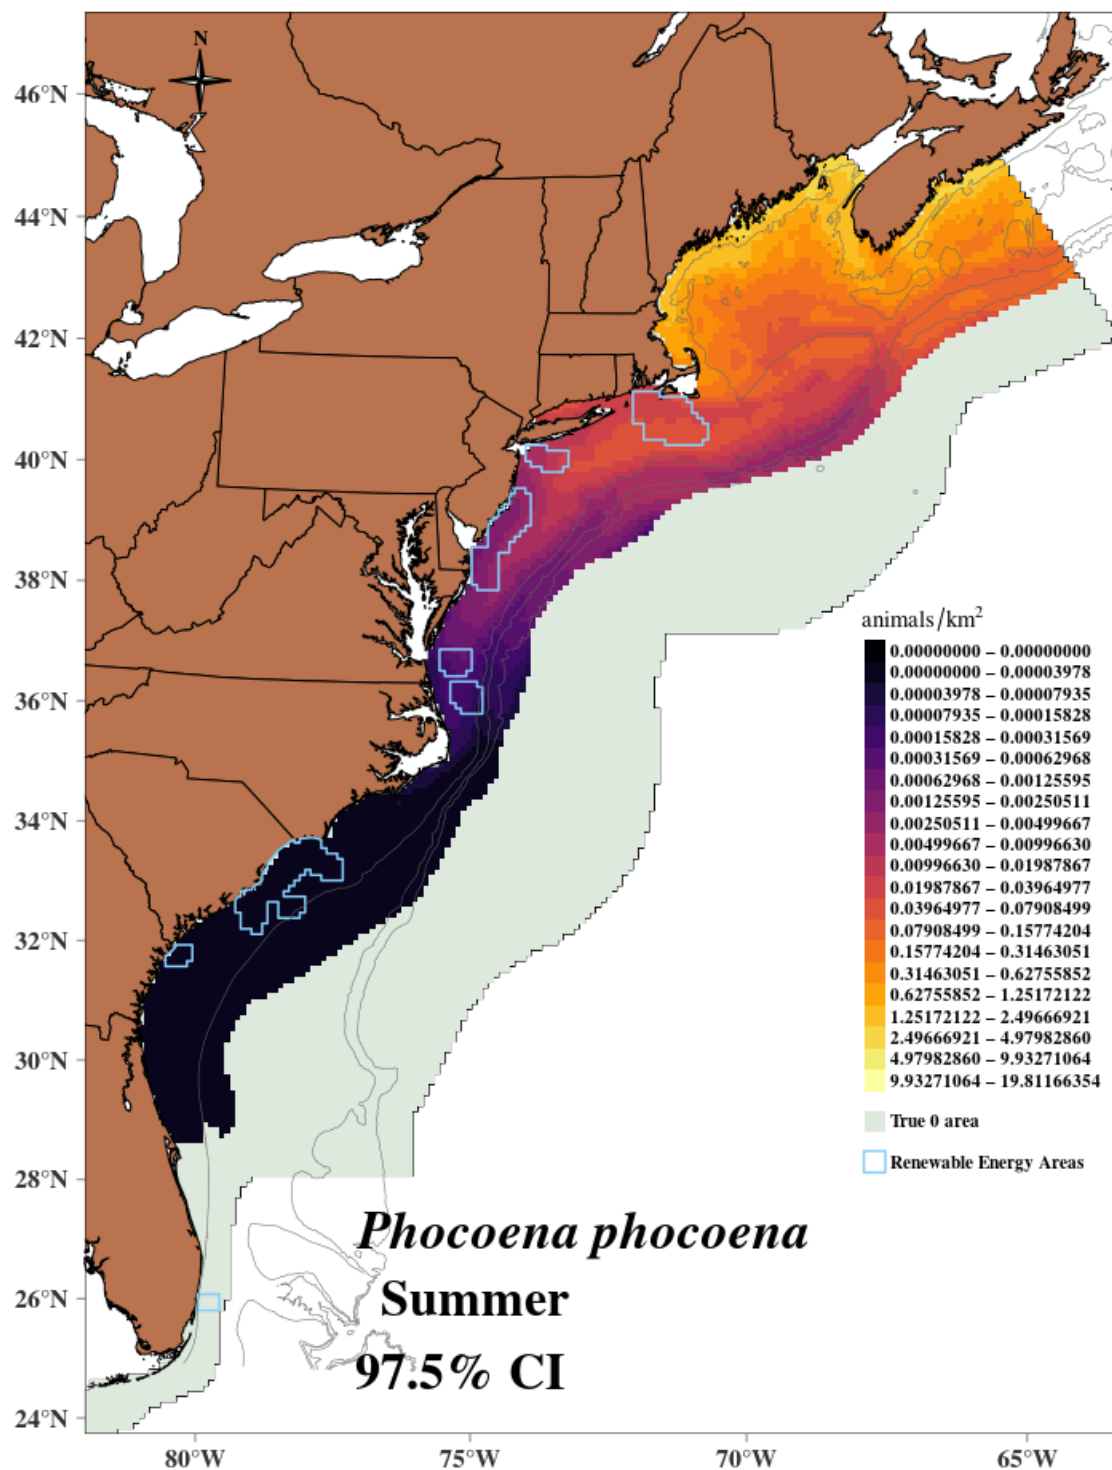 N
46°N
44°N
42°N
40°N
38°N
36°N
34°N
32°N
30°N
28°N
26°N
24°N
80°W
75°W
70°W
65°W
animals/km²
0.00000000 – 0.00000000
0.00000000 – 0.00003978
0.00003978 – 0.00007935
0.00007935 – 0.00015828
0.00015828 – 0.00031569
0.00031569 – 0.00062968
0.00062968 – 0.00125595
0.00125595 – 0.00250511
0.00250511 – 0.00499667
0.00499667 – 0.00996630
0.00996630 – 0.01987867
0.01987867 – 0.03964977
0.03964977 – 0.07908499
0.07908499 – 0.15774204
0.15774204 – 0.31463051
0.31463051 – 0.62755852
0.62755852 – 1.25172122
1.25172122 – 2.49666921
2.49666921 – 4.97982860
4.97982860 – 9.93271064
9.93271064 – 19.81166354
True 0 area
Renewable Energy Areas
Phocoena phocoena
Summer
97.5% CI